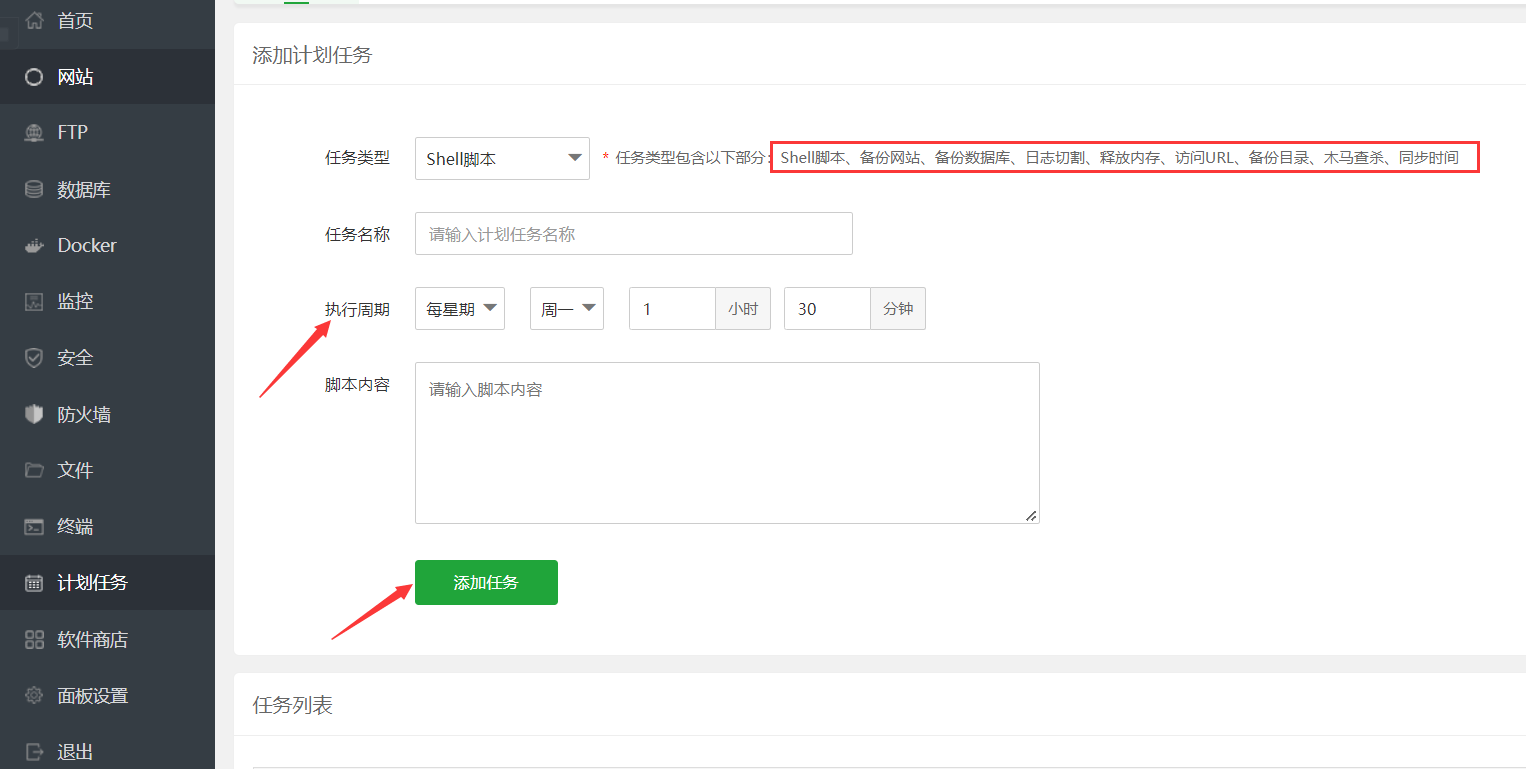 首页
网站
FTP
数据库
Docker
监控
安全
防火墙
文件
终端
计划任务
软件商店
面板设置
退出
添加计划任务
任务类型 Shell脚本 * 任务类型包含以下部分：Shell脚本、备份网站、备份数据库、日志切割、释放内存、访问URL、备份目录、木马查杀、同步时间
任务名称 请输入计划任务名称
执行周期 每星期 周一 1 小时 30 分钟
脚本内容 请输入脚本内容
添加任务
任务列表